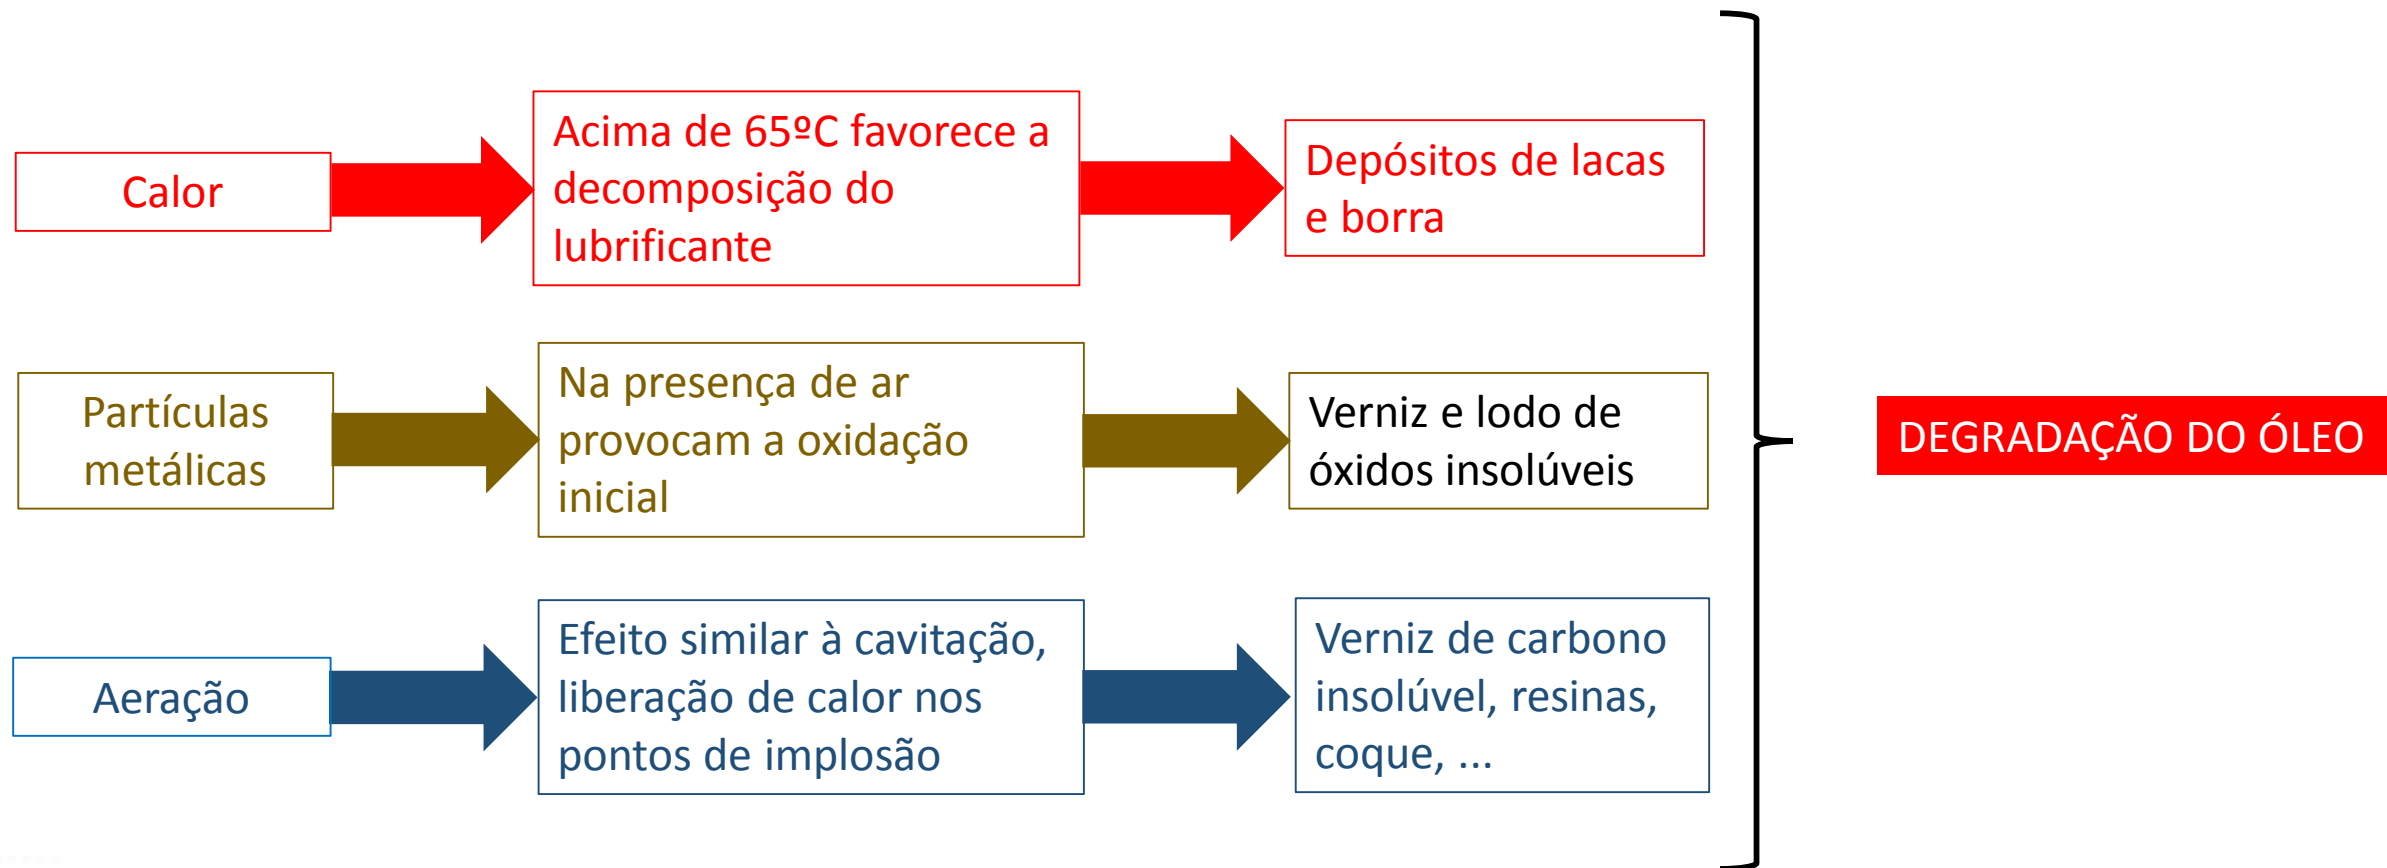 Calor
Acima de 65ºC favorece a
decomposição do
lubrificante
Depósitos de lacas
e borra
Partículas
metálicas
Na presença de ar
provocam a oxidação
inicial
Verniz e lodo de
óxidos insolúveis
Aeração
Efeito similar à cavitação,
liberação de calor nos
pontos de implosão
Verniz de carbono
insolúvel, resinas,
coque, ...
DEGRADAÇÃO DO ÓLEO